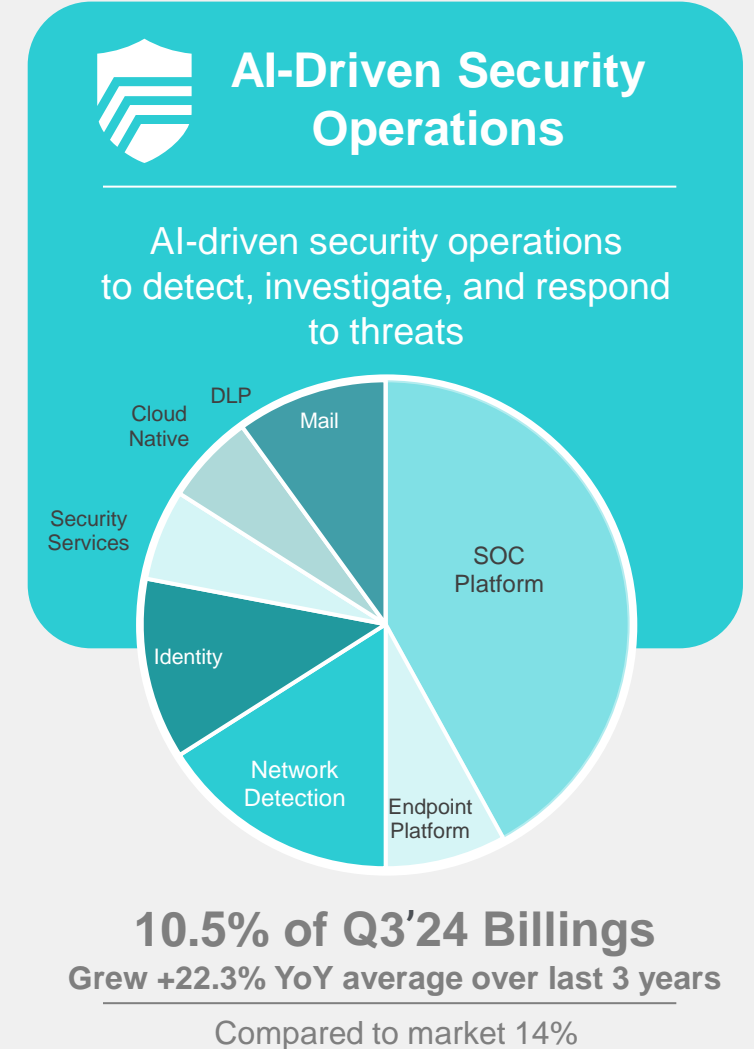 AI-Driven Security
Operations
AI-driven security operations
to detect, investigate, and respond
to threats
DLP
Mail
Cloud
Native
Security
Services
SOC
Platform
Identity
Network
Detection
Endpoint
Platform
10.5% of Q3’24 Billings
Grew +22.3% YoY average over last 3 years
Compared to market 14%